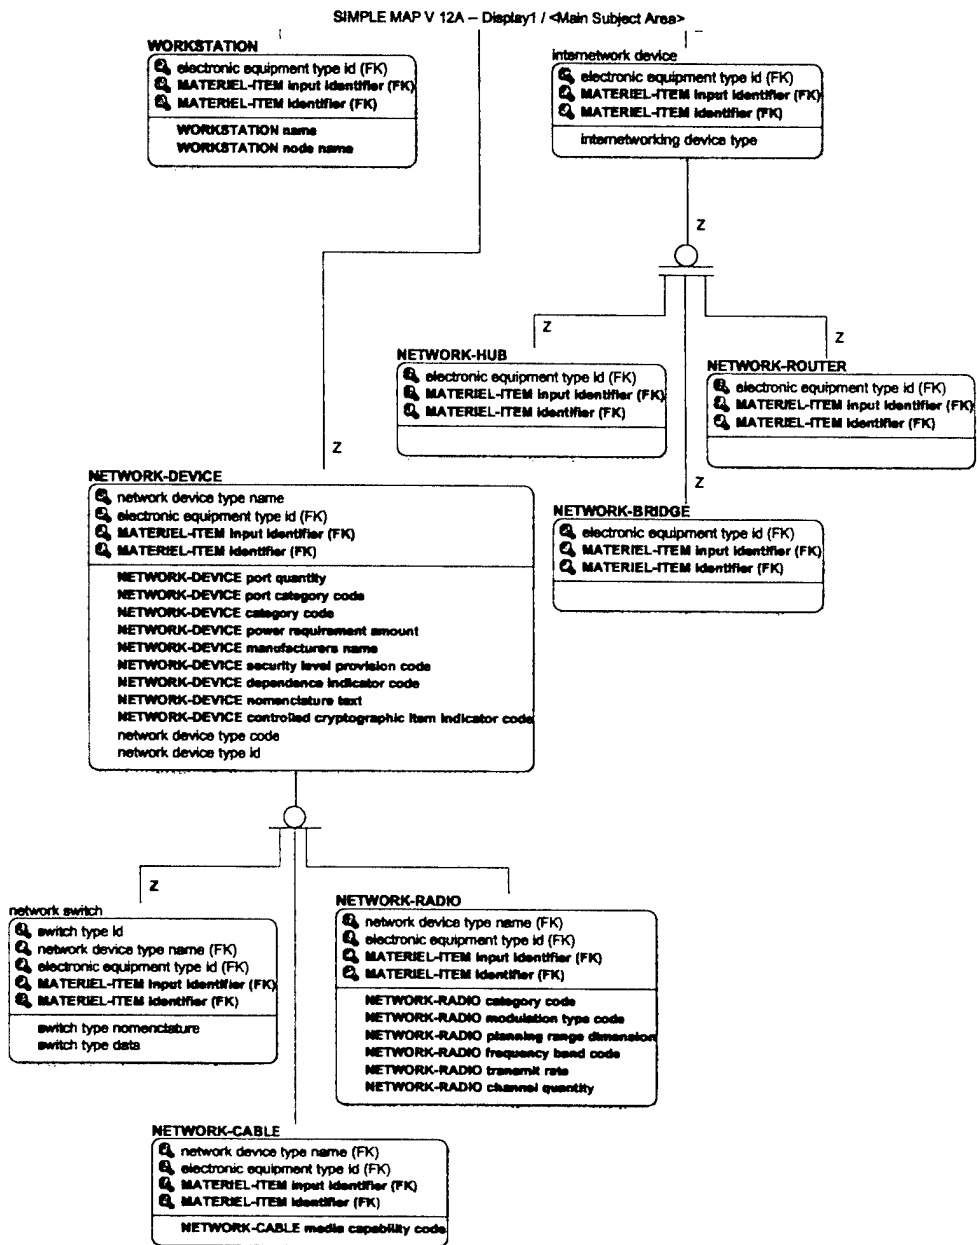 SIMPLE MAP V 12A – Display1 / <Main Subject Area>
WORKSTATION
electronic equipment type id (FK)
MATERIEL-ITEM input identifier (FK)
MATERIEL-ITEM identifier (FK)
WORKSTATION name
WORKSTATION node name
internetwork device
electronic equipment type id (FK)
MATERIEL-ITEM input identifier (FK)
MATERIEL-ITEM identifier (FK)
internetworking device type
Z
Z
Z
NETWORK-HUB
electronic equipment type id (FK)
MATERIEL-ITEM input identifier (FK)
MATERIEL-ITEM identifier (FK)
NETWORK-ROUTER
electronic equipment type id (FK)
MATERIEL-ITEM input identifier (FK)
MATERIEL-ITEM identifier (FK)
Z
Z
NETWORK-DEVICE
network device type name
electronic equipment type id (FK)
MATERIEL-ITEM input identifier (FK)
MATERIEL-ITEM identifier (FK)
NETWORK-DEVICE port quantity
NETWORK-DEVICE port category code
NETWORK-DEVICE category code
NETWORK-DEVICE power requirement amount
NETWORK-DEVICE manufacturers name
NETWORK-DEVICE security level provision code
NETWORK-DEVICE dependence indicator code
NETWORK-DEVICE nomenclature text
NETWORK-DEVICE controlled cryptographic item indicator code
network device type code
network device type id
NETWORK-BRIDGE
electronic equipment type id (FK)
MATERIEL-ITEM input identifier (FK)
MATERIEL-ITEM identifier (FK)
Z
network switch
switch type id
network device type name (FK)
electronic equipment type id (FK)
MATERIEL-ITEM input identifier (FK)
MATERIEL-ITEM identifier (FK)
switch type nomenclature
switch type data
NETWORK-RADIO
network device type name (FK)
electronic equipment type id (FK)
MATERIEL-ITEM input identifier (FK)
MATERIEL-ITEM identifier (FK)
NETWORK-RADIO category code
NETWORK-RADIO modulation type code
NETWORK-RADIO planning range dimension
NETWORK-RADIO frequency band code
NETWORK-RADIO transmit rate
NETWORK-RADIO channel quantity
NETWORK-CABLE
network device type name (FK)
electronic equipment type id (FK)
MATERIEL-ITEM input identifier (FK)
MATERIEL-ITEM identifier (FK)
NETWORK-CABLE media capability code